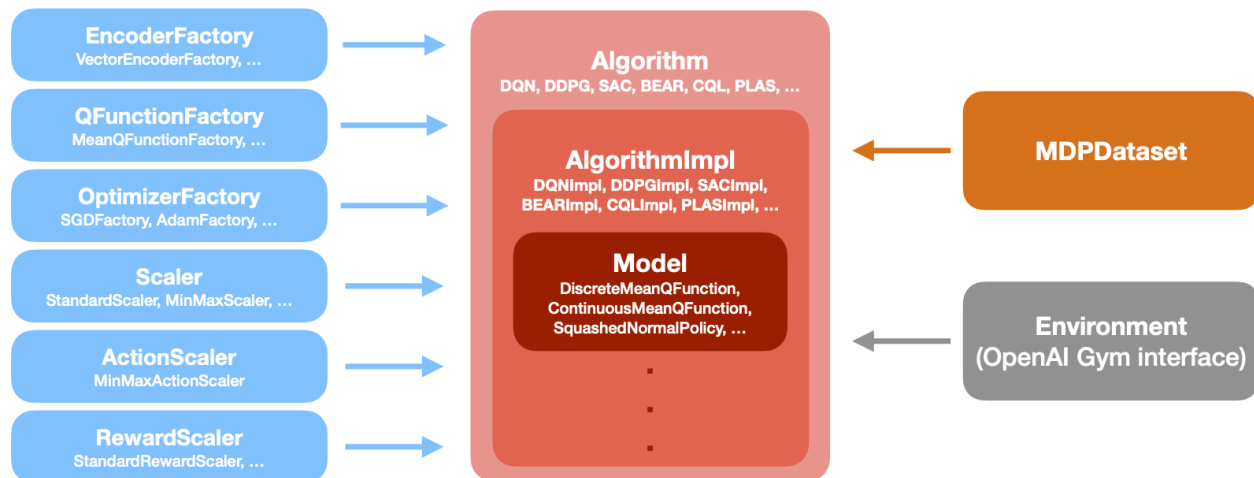 EncoderFactory
VectorEncoderFactory, ...
QFunctionFactory
MeanQFunctionFactory, ...
OptimizerFactory
SGDFactory, AdamFactory, ...
Scaler
StandardScaler, MinMaxScaler, ...
ActionScaler
MinMaxActionScaler
RewardScaler
StandardRewardScaler, ...
Algorithm
DQN, DDPG, SAC, BEAR, CQL, PLAS, ...
AlgorithmImpl
DQNImpl, DDPGImpl, SACImpl,
BEARImpl, CQLImpl, PLASImpl, ...
Model
DiscreteMeanQFunction,
ContinuousMeanQFunction,
SquashedNormalPolicy, ...
.
.
.
MDPDataset
Environment
(OpenAI Gym interface)